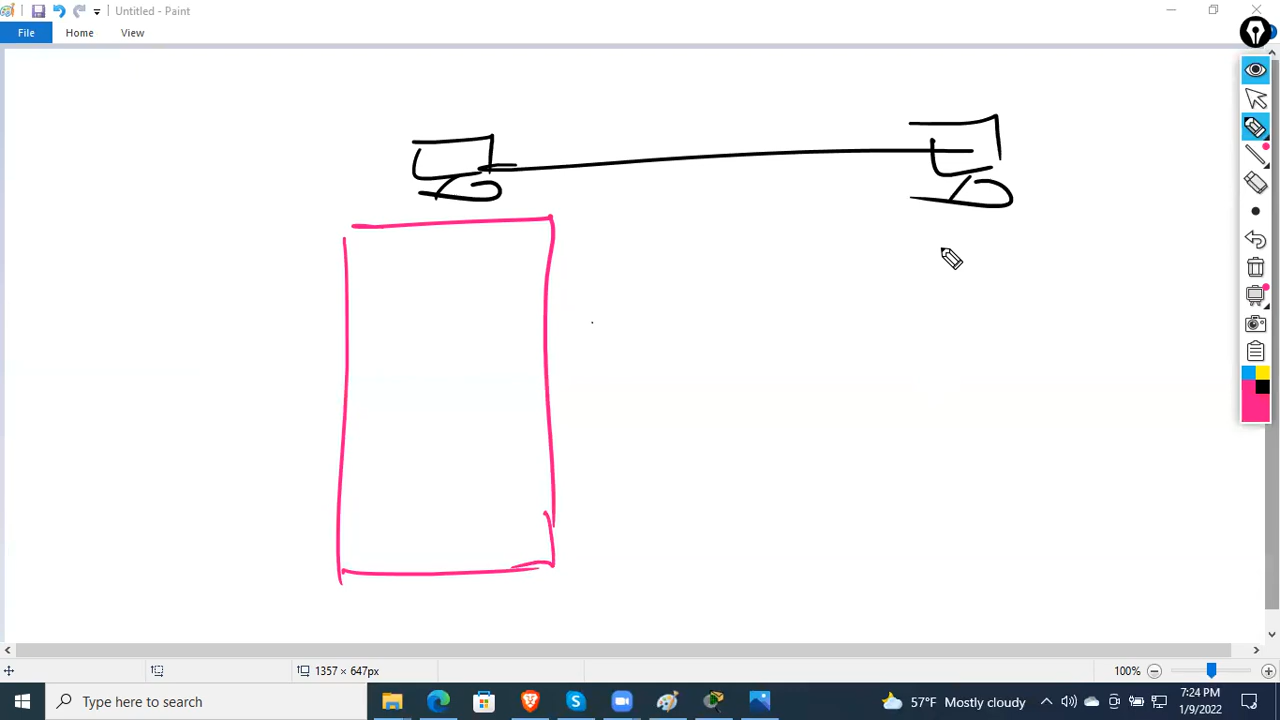 Untitled - Paint
File Home View
1357 × 647px
100%
Type here to search
57°F Mostly cloudy
7:24 PM
1/9/2022